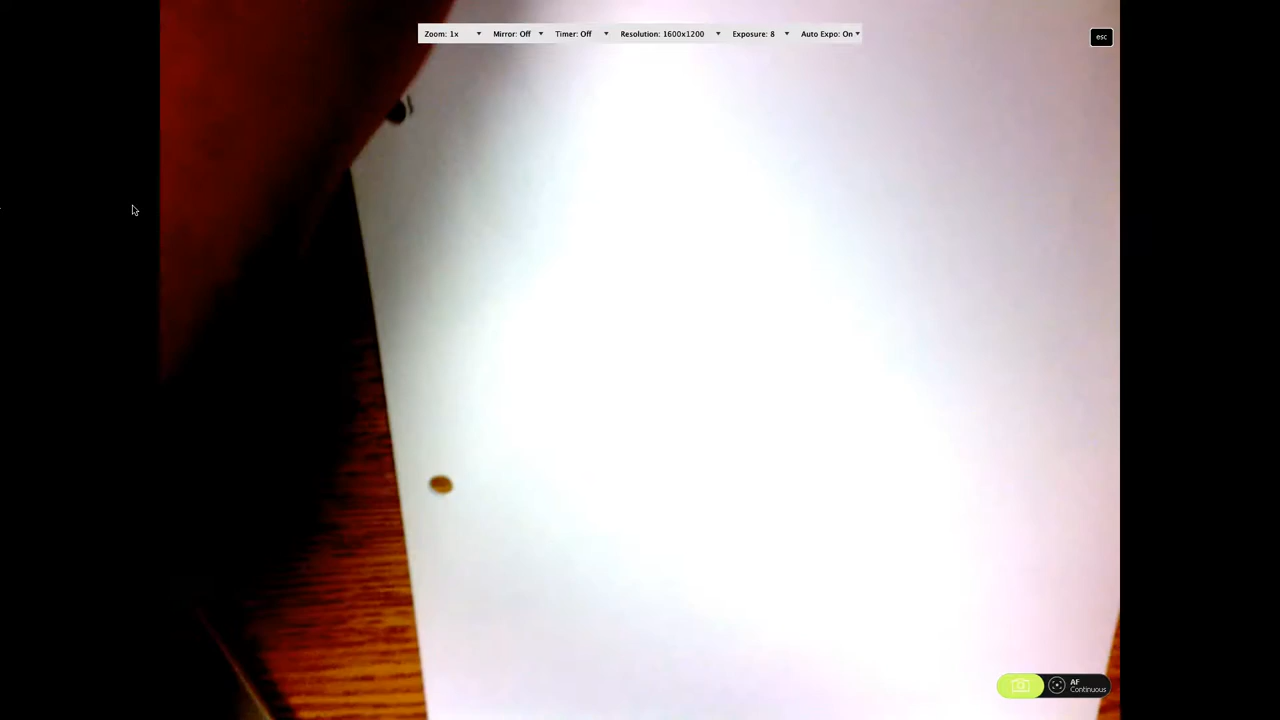 Zoom: 1x Mirror: Off Timer: Off Resolution: 1600x1200 Exposure: 8 Auto Expo: On
esc
AF
Continuous